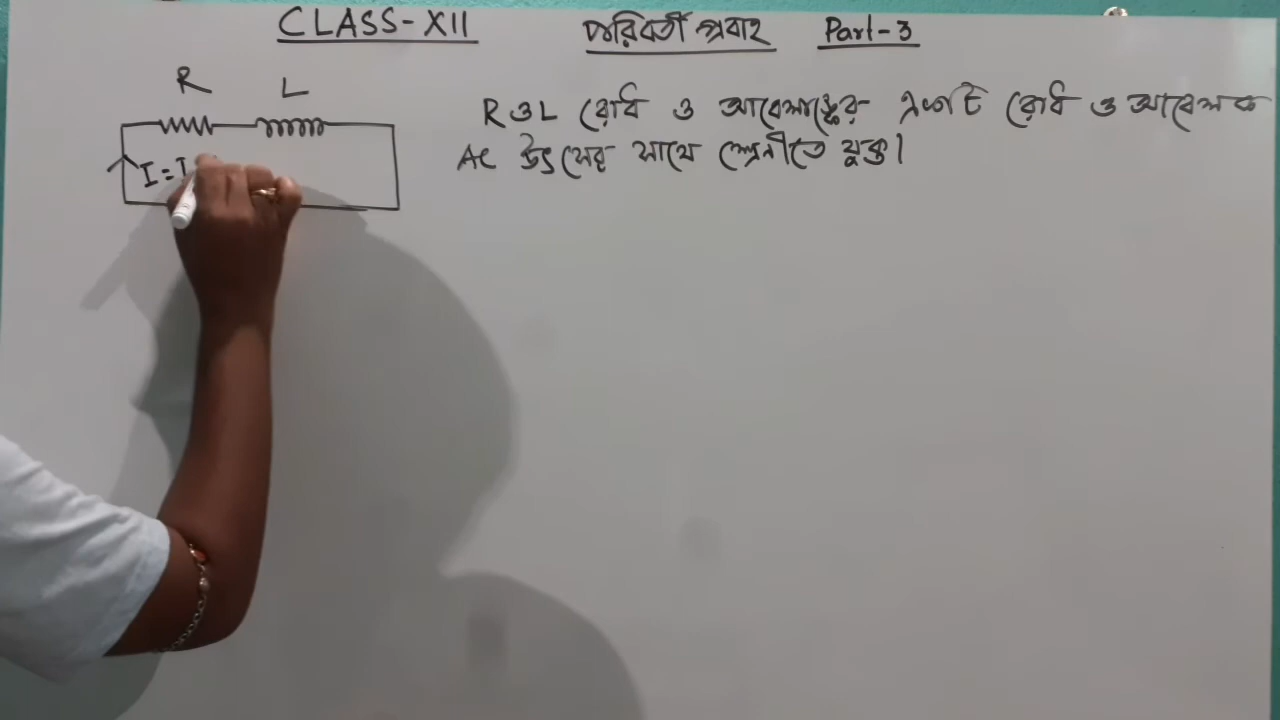 CLASS-XII পরিবর্তী প্রবাহ Part-3
R L
R ও L রোধ ও আবেশাঙ্কের একটি রোধ ও আবেশক
AC উৎসের সাথে শ্রেনীতে যুক্ত।
I = I